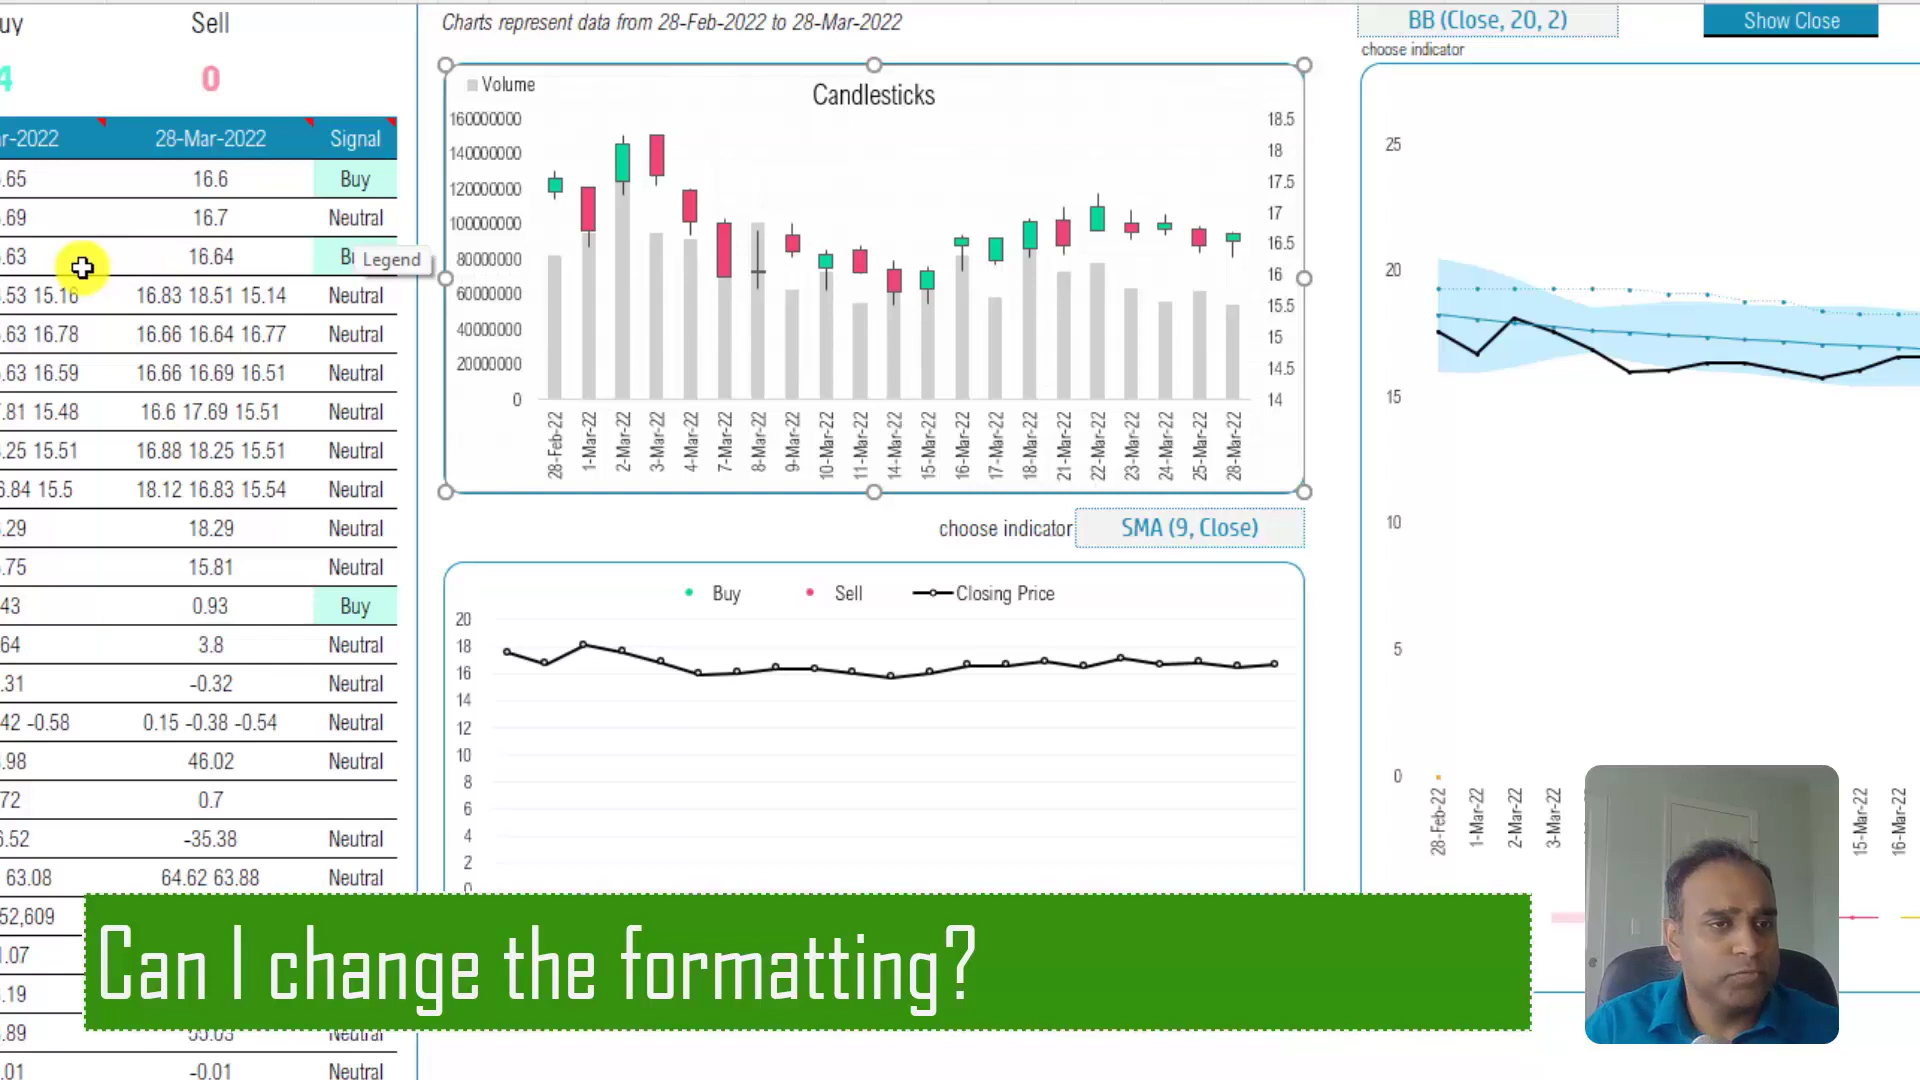 uy Sell
4 0
ar-2022 28-Mar-2022 Signal
.65 16.6 Buy
.69 16.7 Neutral
.63 16.64
Legend
.53 15.16 16.83 18.51 15.14 Neutral
.63 16.78 16.66 16.64 16.77 Neutral
.63 16.59 16.66 16.69 16.51 Neutral
.81 15.48 16.6 17.69 15.51 Neutral
.25 15.51 16.88 18.25 15.51 Neutral
6.84 15.5 18.12 16.83 15.54 Neutral
.29 18.29 Neutral
.75 15.81 Neutral
43 0.93 Buy
64 3.8 Neutral
.31 -0.32 Neutral
42 -0.58 0.15 -0.38 -0.54 Neutral
.98 46.02 Neutral
72 0.7
6.52 -35.38 Neutral
63.08 64.62 63.88 Neutral
52,609
.07
.19
.89
.01 -0.01 Neutral
Charts represent data from 28-Feb-2022 to 28-Mar-2022
Volume
Candlesticks
160000000 18.5
140000000 18
120000000 17.5
100000000 17
80000000 16.5
60000000 16
40000000 15.5
20000000 15
0 14.5
14
28-Feb-22 1-Mar-22 2-Mar-22 3-Mar-22 4-Mar-22 7-Mar-22 8-Mar-22 9-Mar-22 10-Mar-22 11-Mar-22 14-Mar-22 15-Mar-22 16-Mar-22 17-Mar-22 18-Mar-22 21-Mar-22 22-Mar-22 23-Mar-22 24-Mar-22 25-Mar-22 28-Mar-22
choose indicator SMA (9, Close)
Buy Sell Closing Price
20
18
16
14
12
10
8
6
4
2
0
BB (Close, 20, 2) Show Close
choose indicator
25
20
15
10
5
0
28-Feb-22 1-Mar-22 2-Mar-22 3-Mar-22 15-Mar-22 16-Mar-22
Can I change the formatting?